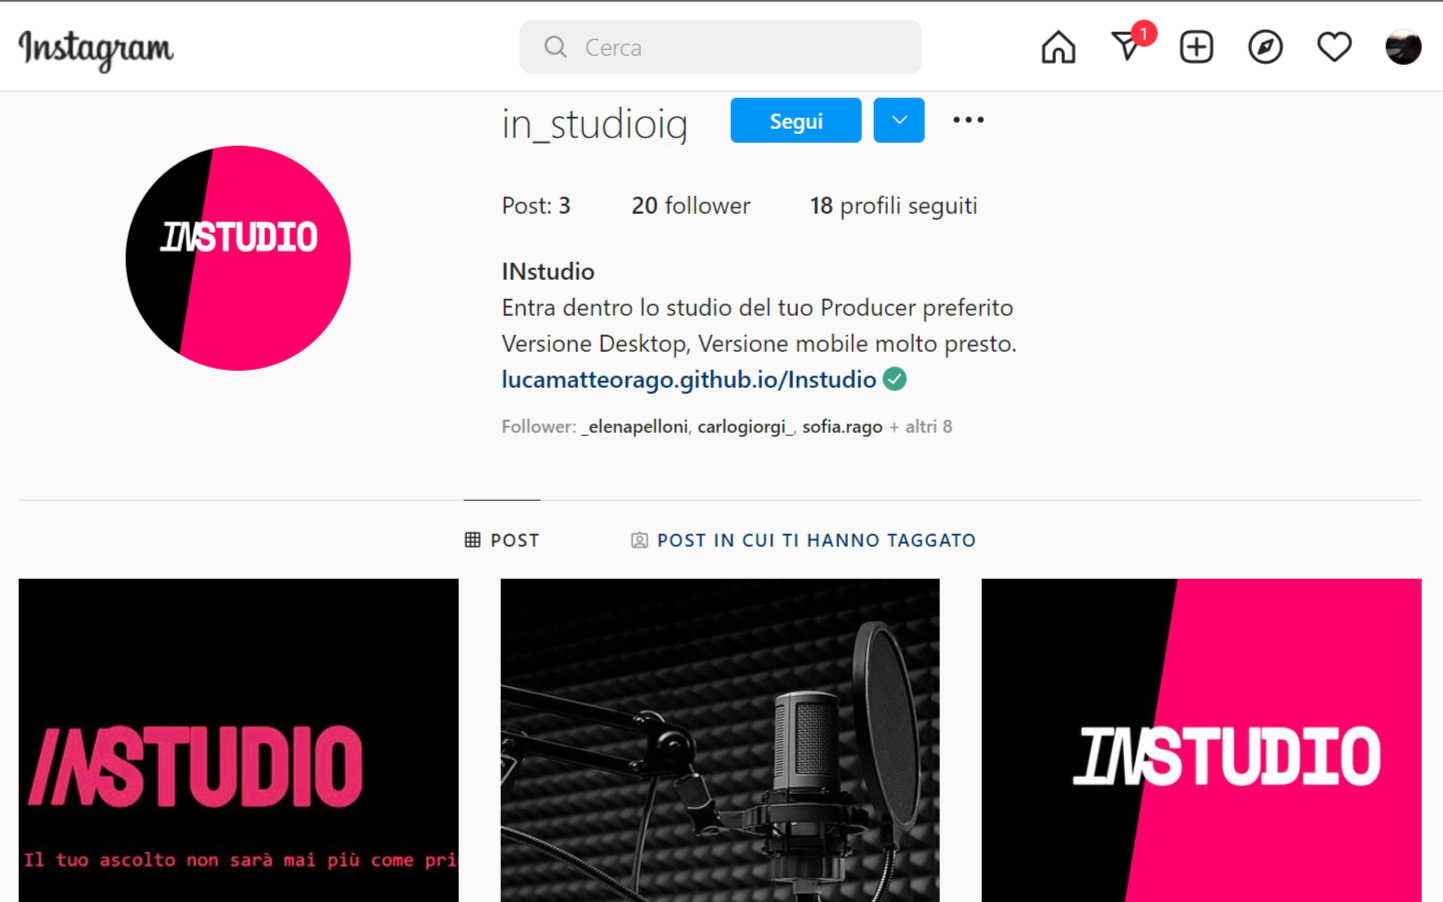 Instagram
Cerca
1
in_studioig
Segui
Post: 3
20 follower
18 profili seguiti
INSTUDIO
INstudio
Entra dentro lo studio del tuo Producer preferito
Versione Desktop, Versione mobile molto presto.
lucamatteorago.github.io/Instudio
Follower: _elenapelloni, carlogiorgi_, sofia.rago + altri 8
POST
POST IN CUI TI HANNO TAGGATO
INSTUDIO
Il tuo ascolto non sarà mai più come pri
INSTUDIO